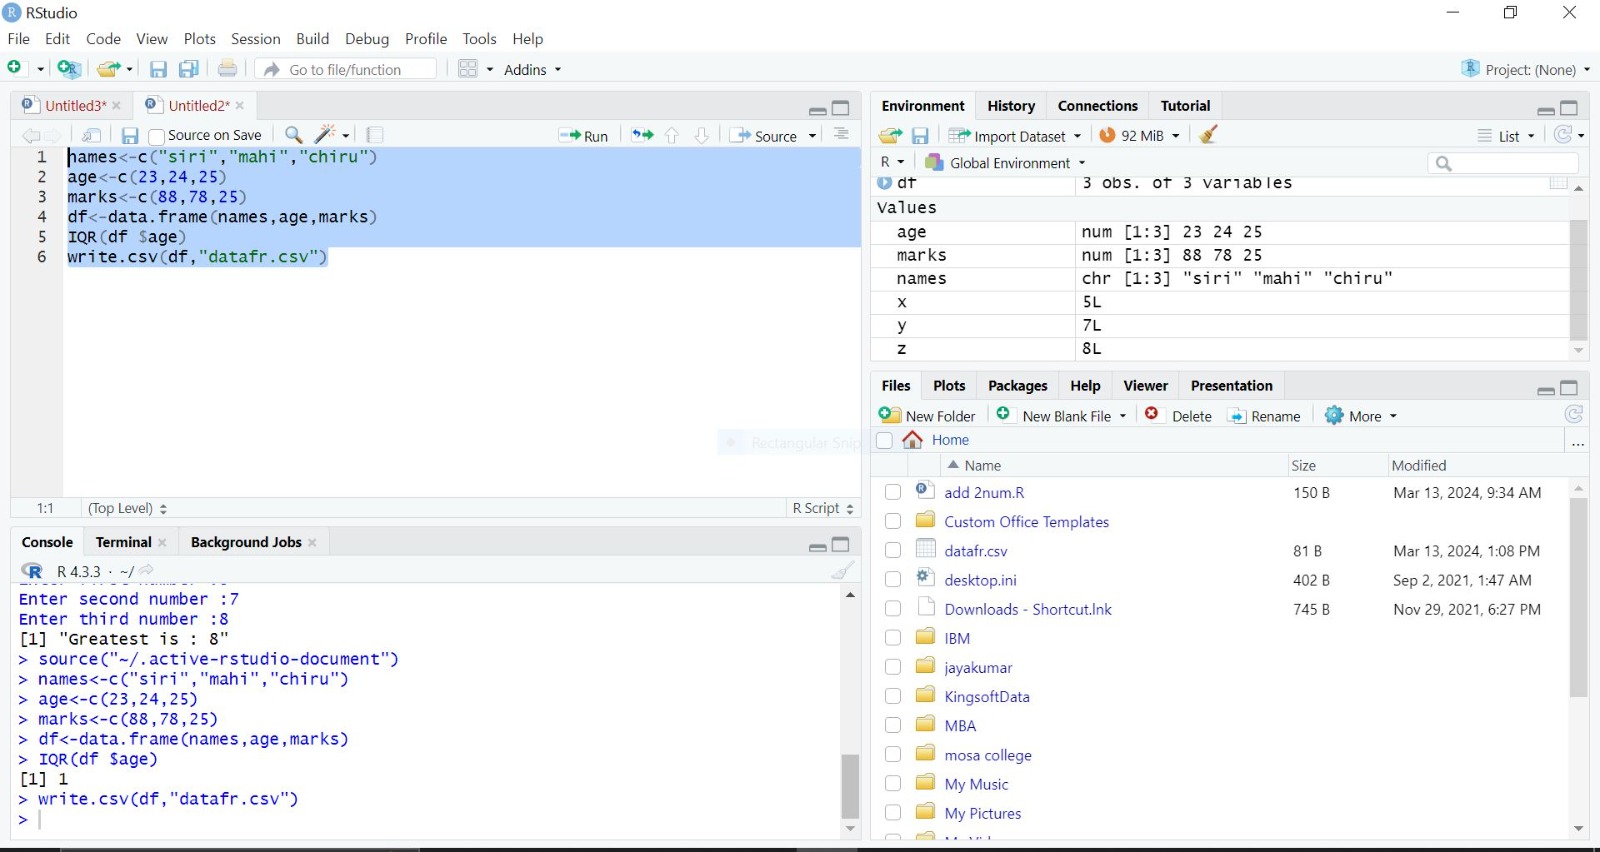 RStudio
File Edit Code View Plots Session Build Debug Profile Tools Help
Go to file/function Addins Project: (None)
Untitled3* Untitled2*
Source on Save Run Source
1 names<-c("siri","mahi","chiru")
2 age<-c(23,24,25)
3 marks<-c(88,78,25)
4 df<-data.frame(names,age,marks)
5 IQR(df $age)
6 write.csv(df,"datafr.csv")
Rectangular Snip
1:1 (Top Level) R Script
Console Terminal Background Jobs
R 4.3.3 · ~/
Enter second number :7
Enter third number :8
[1] "Greatest is : 8"
> source("~/.active-rstudio-document")
> names<-c("siri","mahi","chiru")
> age<-c(23,24,25)
> marks<-c(88,78,25)
> df<-data.frame(names,age,marks)
> IQR(df $age)
[1] 1
> write.csv(df,"datafr.csv")
>
Environment History Connections Tutorial
Import Dataset 92 MiB List
R Global Environment
df 3 obs. of 3 variables
Values
age num [1:3] 23 24 25
marks num [1:3] 88 78 25
names chr [1:3] "siri" "mahi" "chiru"
x 5L
y 7L
z 8L
Files Plots Packages Help Viewer Presentation
New Folder New Blank File Delete Rename More
Home ...
Name Size Modified
add 2num.R 150 B Mar 13, 2024, 9:34 AM
Custom Office Templates
datafr.csv 81 B Mar 13, 2024, 1:08 PM
desktop.ini 402 B Sep 2, 2021, 1:47 AM
Downloads - Shortcut.lnk 745 B Nov 29, 2021, 6:27 PM
IBM
jayakumar
KingsoftData
MBA
mosa college
My Music
My Pictures